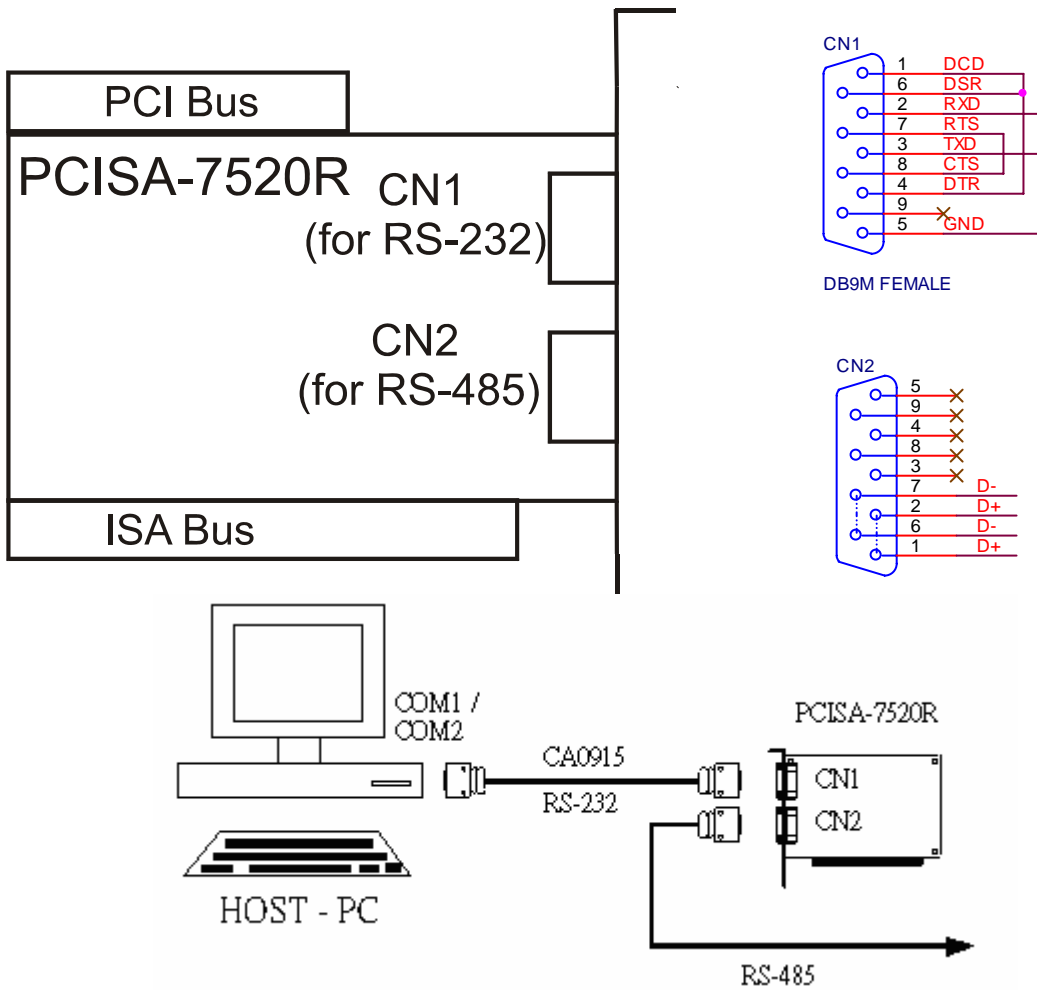 PCI Bus
PCISA-7520R
CN1
(for RS-232)
CN2
(for RS-485)
ISA Bus
CN1
1 DCD
6 DSR
2 RXD
7 RTS
3 TXD
8 CTS
4 DTR
9
5 GND
DB9M FEMALE
CN2
5
9
4
8
3
7 D-
2 D+
6 D-
1 D+
COM1 /
COM2
CA0915
RS-232
PCISA-7520R
CN1
CN2
HOST - PC
RS-485